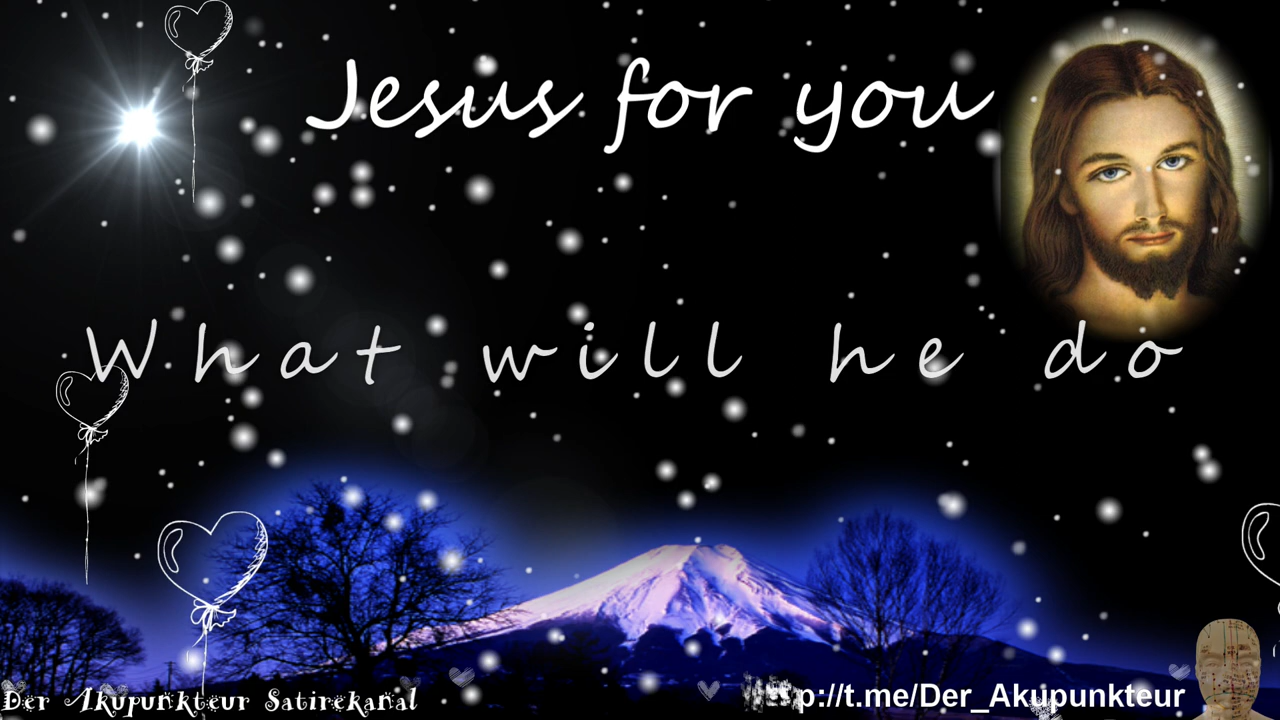 Jesus for you
What will he do
Der Akupunkteur Satirekanal
p://t.me/Der_Akupunkteur